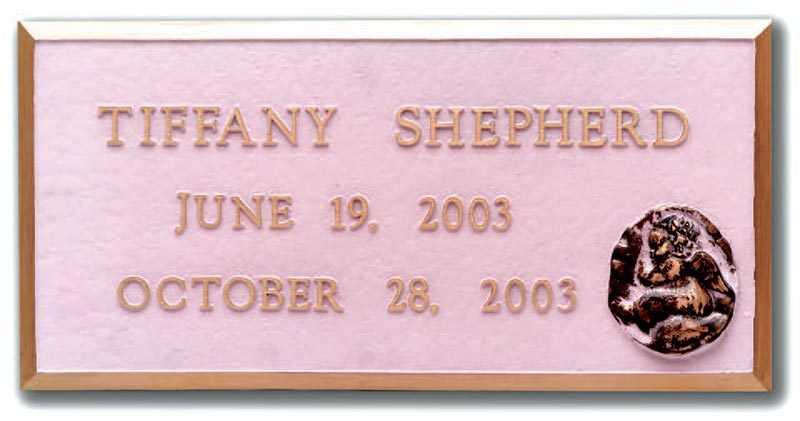 TIFFANY SHEPHERD
JUNE 19, 2003
OCTOBER 28, 2003